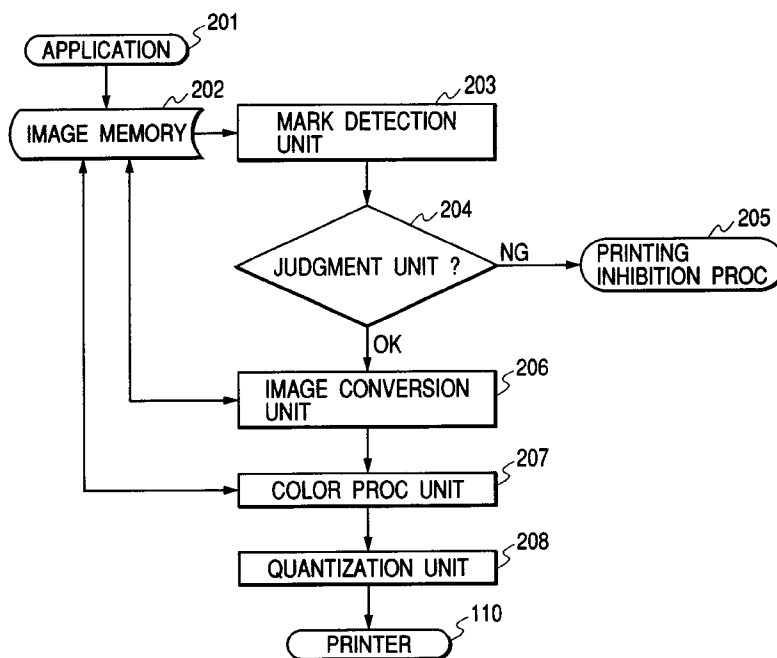 201
APPLICATION
202
IMAGE MEMORY
203
MARK DETECTION
UNIT
204
JUDGMENT UNIT ?
NG
205
PRINTING
INHIBITION PROC
OK
206
IMAGE CONVERSION
UNIT
207
COLOR PROC UNIT
208
QUANTIZATION UNIT
110
PRINTER